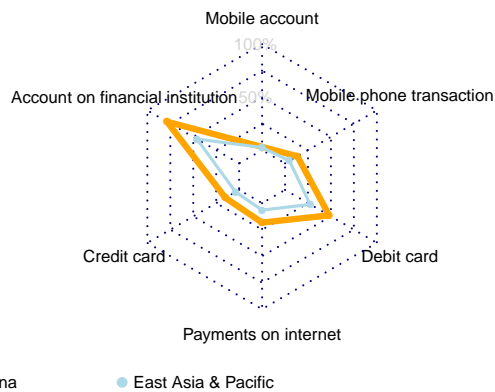 Mobile account
100%
Account on financial institution
50%
Mobile phone transaction
Credit card
Debit card
Payments on internet
na
East Asia & Pacific